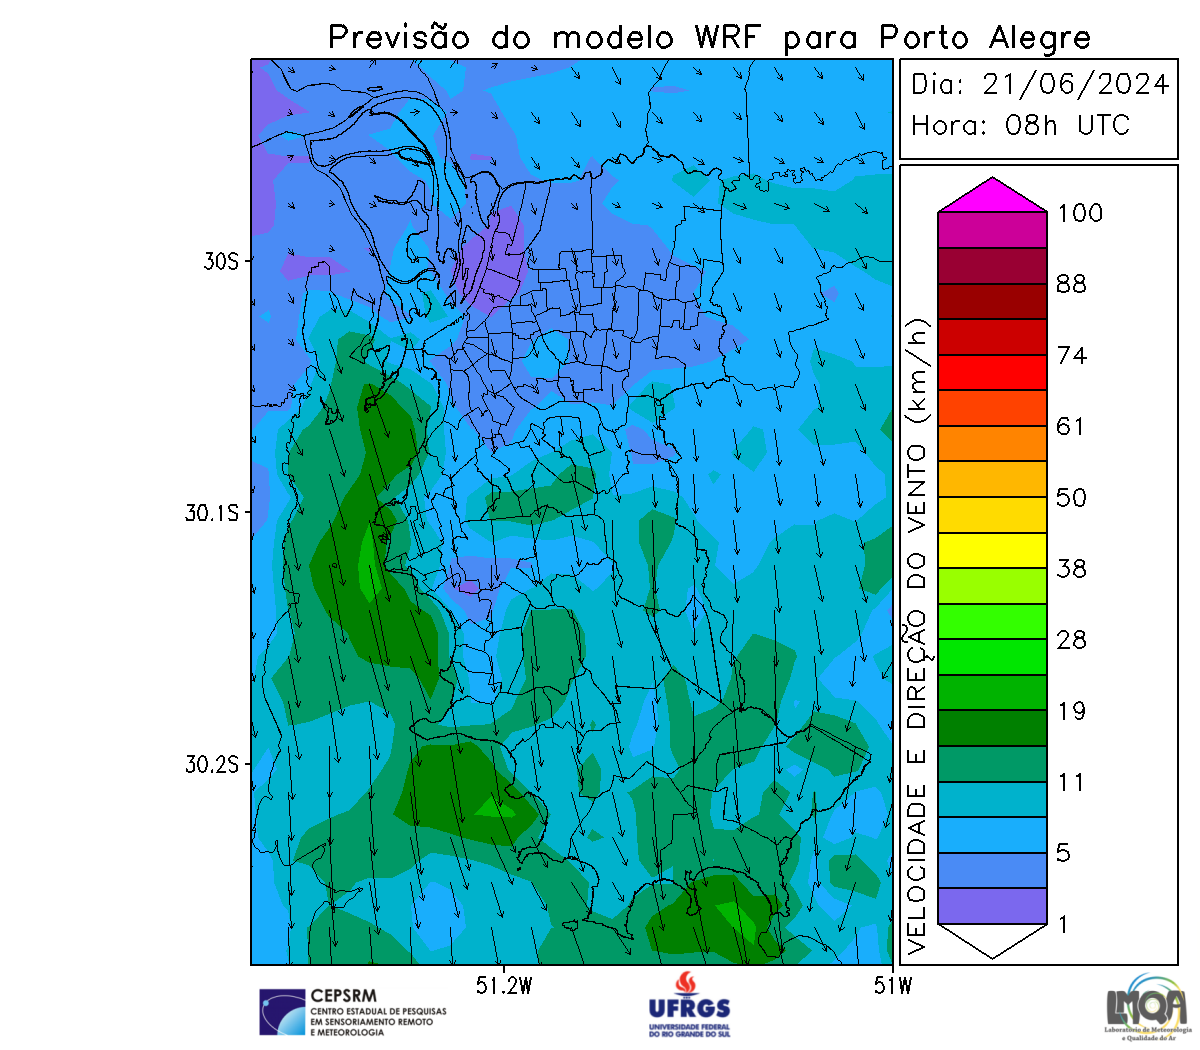 Previsão do modelo WRF para Porto Alegre
Dia: 21/06/2024
Hora: 08h UTC
30S
30.1S
30.2S
51.2W
51W
VELOCIDADE E DIREÇÃO DO VENTO (km/h)
100
88
74
61
50
38
28
19
11
5
1
CEPSRM
CENTRO ESTADUAL DE PESQUISAS
EM SENSORIAMENTO REMOTO
E METEOROLOGIA
UFRGS
UNIVERSIDADE FEDERAL
DO RIO GRANDE DO SUL
LMQA
Laboratório de Meteorologia
e Qualidade do Ar